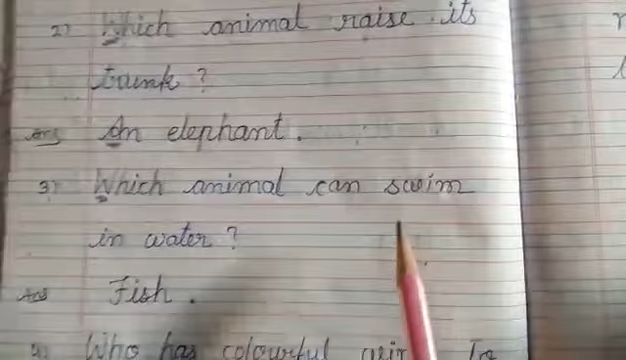 2) Which animal raise its
trunk?
Ans An elephant.
3) Which animal can swim
in water?
Ans Fish.
4) Who has colourful